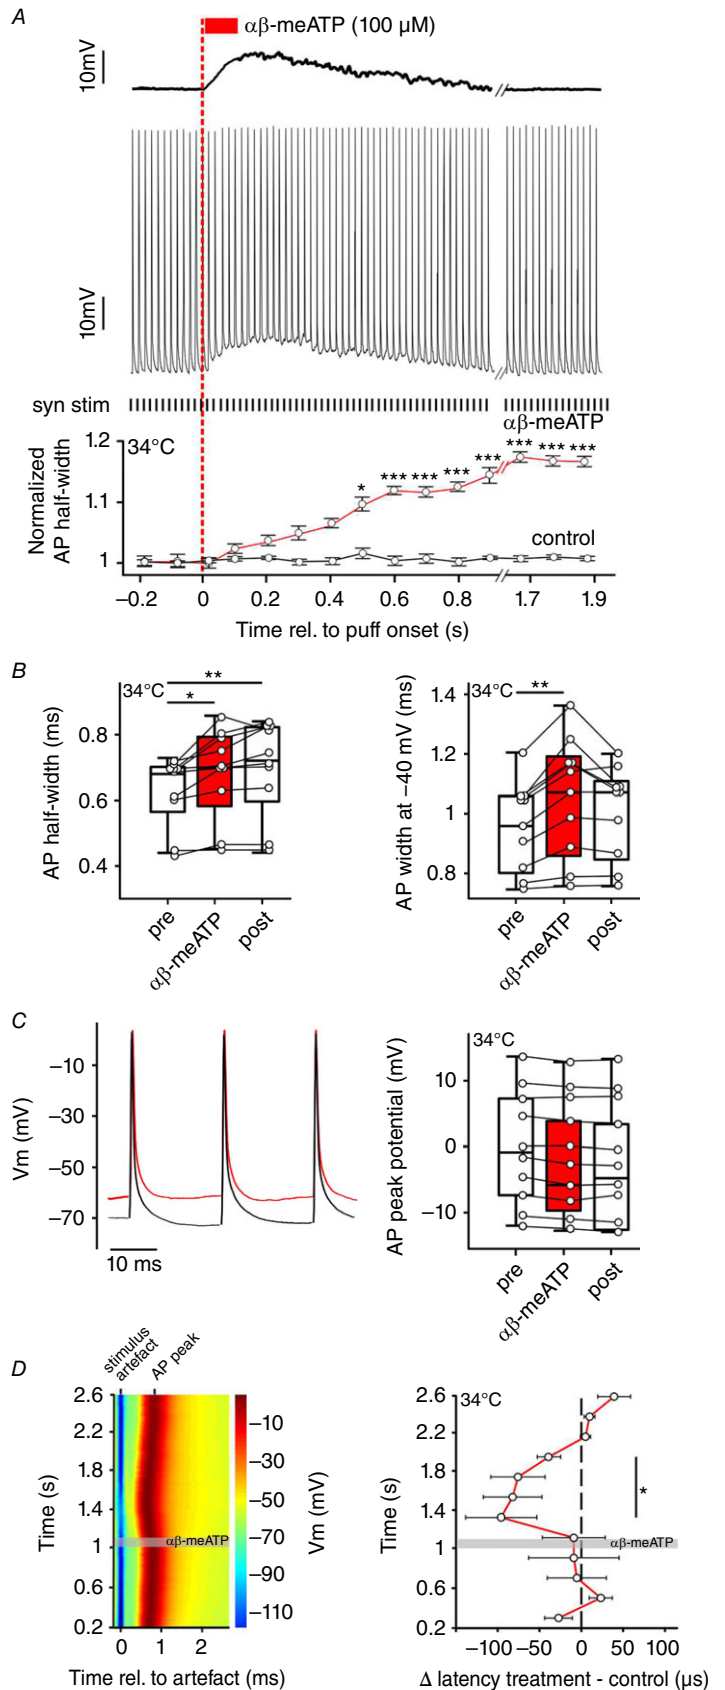 A
αβ-meATP (100 µM)
10mV
10mV
syn stim
αβ-meATP
Normalized
AP half-width
34°C
1.2
1.1
1
* *** *** *** *** *** *** ***
control
−0.2 0 0.2 0.4 0.6 0.8 1.7 1.9
Time rel. to puff onset (s)
B
34°C
**
*
AP half-width (ms)
0.8
0.6
0.4
pre
αβ-meATP
post
34°C
**
AP width at −40 mV (ms)
1.4
1.2
1
0.8
pre
αβ-meATP
post
C
Vm (mV)
−10
−30
−50
−70
10 ms
34°C
AP peak potential (mV)
10
0
−10
pre
αβ-meATP
post
D
stimulus
artefact
AP peak
Time (s)
2.6
2.2
1.8
1.4
1
0.6
0.2
αβ-meATP
0 1 2
Time rel. to artefact (ms)
−10
−30
−50
−70
−90
−110
Vm (mV)
34°C
Time (s)
2.6
2.2
1.8
1.4
1
0.6
0.2
*
αβ-meATP
−100 −50 0 50 100
Δ latency treatment - control (µs)